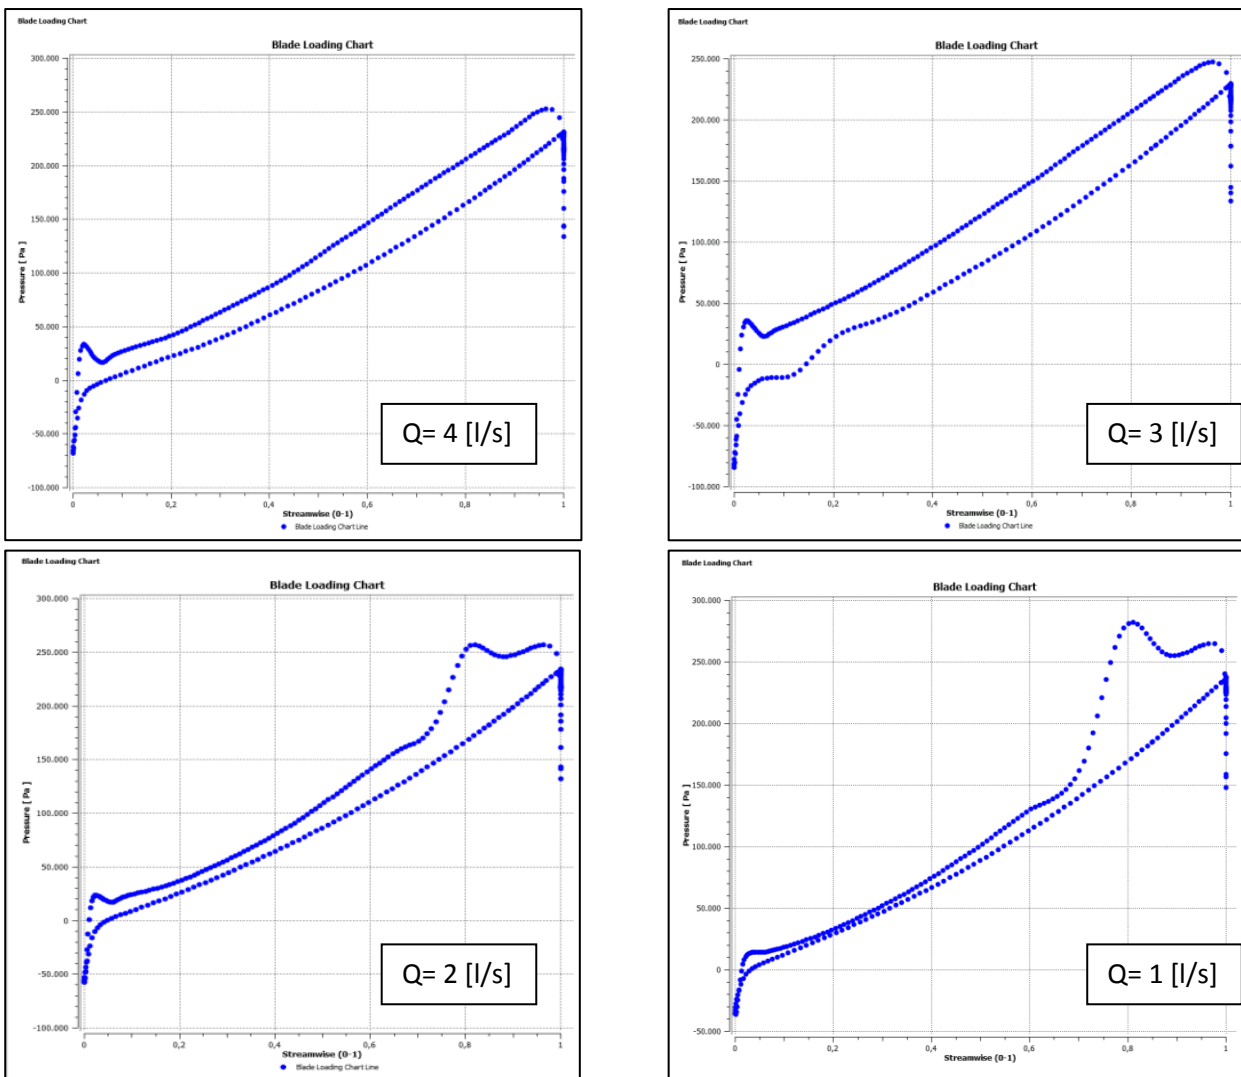 Blade Loading Chart
Blade Loading Chart
300.000
250.000
200.000
150.000
100.000
50.000
0
-50.000
-100.000
Pressure [ Pa ]
0
0,2
0,4
0,6
0,8
1
Streamwise (0-1)
Blade Loading Chart Line
Q= 4 [l/s]
Blade Loading Chart
Blade Loading Chart
250.000
200.000
150.000
100.000
50.000
0
-50.000
-100.000
Pressure [ Pa ]
0
0,2
0,4
0,6
0,8
1
Streamwise (0-1)
Blade Loading Chart Line
Q= 3 [l/s]
Blade Loading Chart
Blade Loading Chart
300.000
250.000
200.000
150.000
100.000
50.000
0
-50.000
-100.000
Pressure [ Pa ]
0
0,2
0,4
0,6
0,8
1
Streamwise (0-1)
Blade Loading Chart Line
Q= 2 [l/s]
Blade Loading Chart
Blade Loading Chart
300.000
250.000
200.000
150.000
100.000
50.000
0
-50.000
Pressure [ Pa ]
0
0,2
0,4
0,6
0,8
1
Streamwise (0-1)
Blade Loading Chart Line
Q= 1 [l/s]